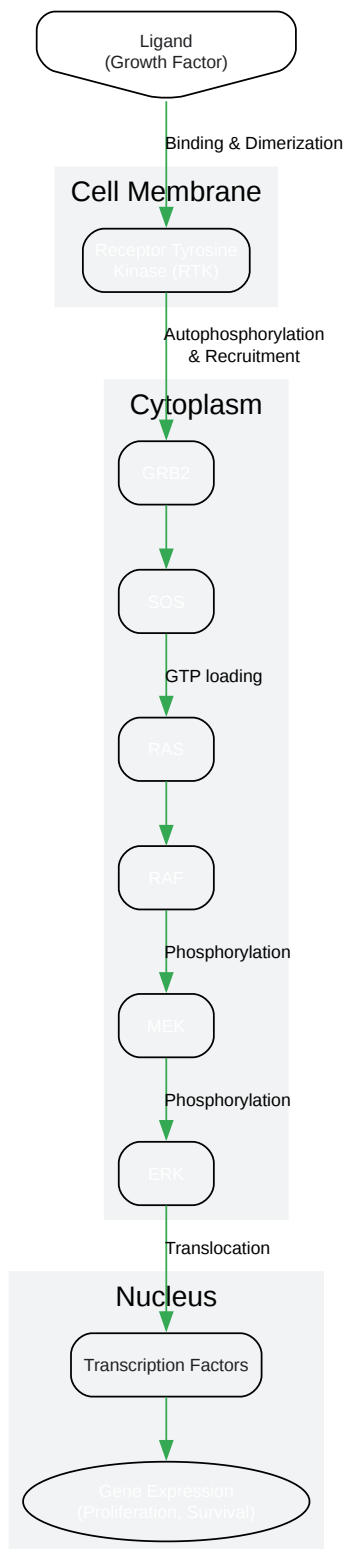 Ligand
(Growth Factor)
Binding & Dimerization
Cell Membrane
Receptor Tyrosine
Kinase (RTK)
Autophosphorylation
& Recruitment
Cytoplasm
GRB2
SOS
GTP loading
RAS
RAF
Phosphorylation
MEK
Phosphorylation
ERK
Translocation
Nucleus
Transcription Factors
Gene Expression
(Proliferation, Survival)